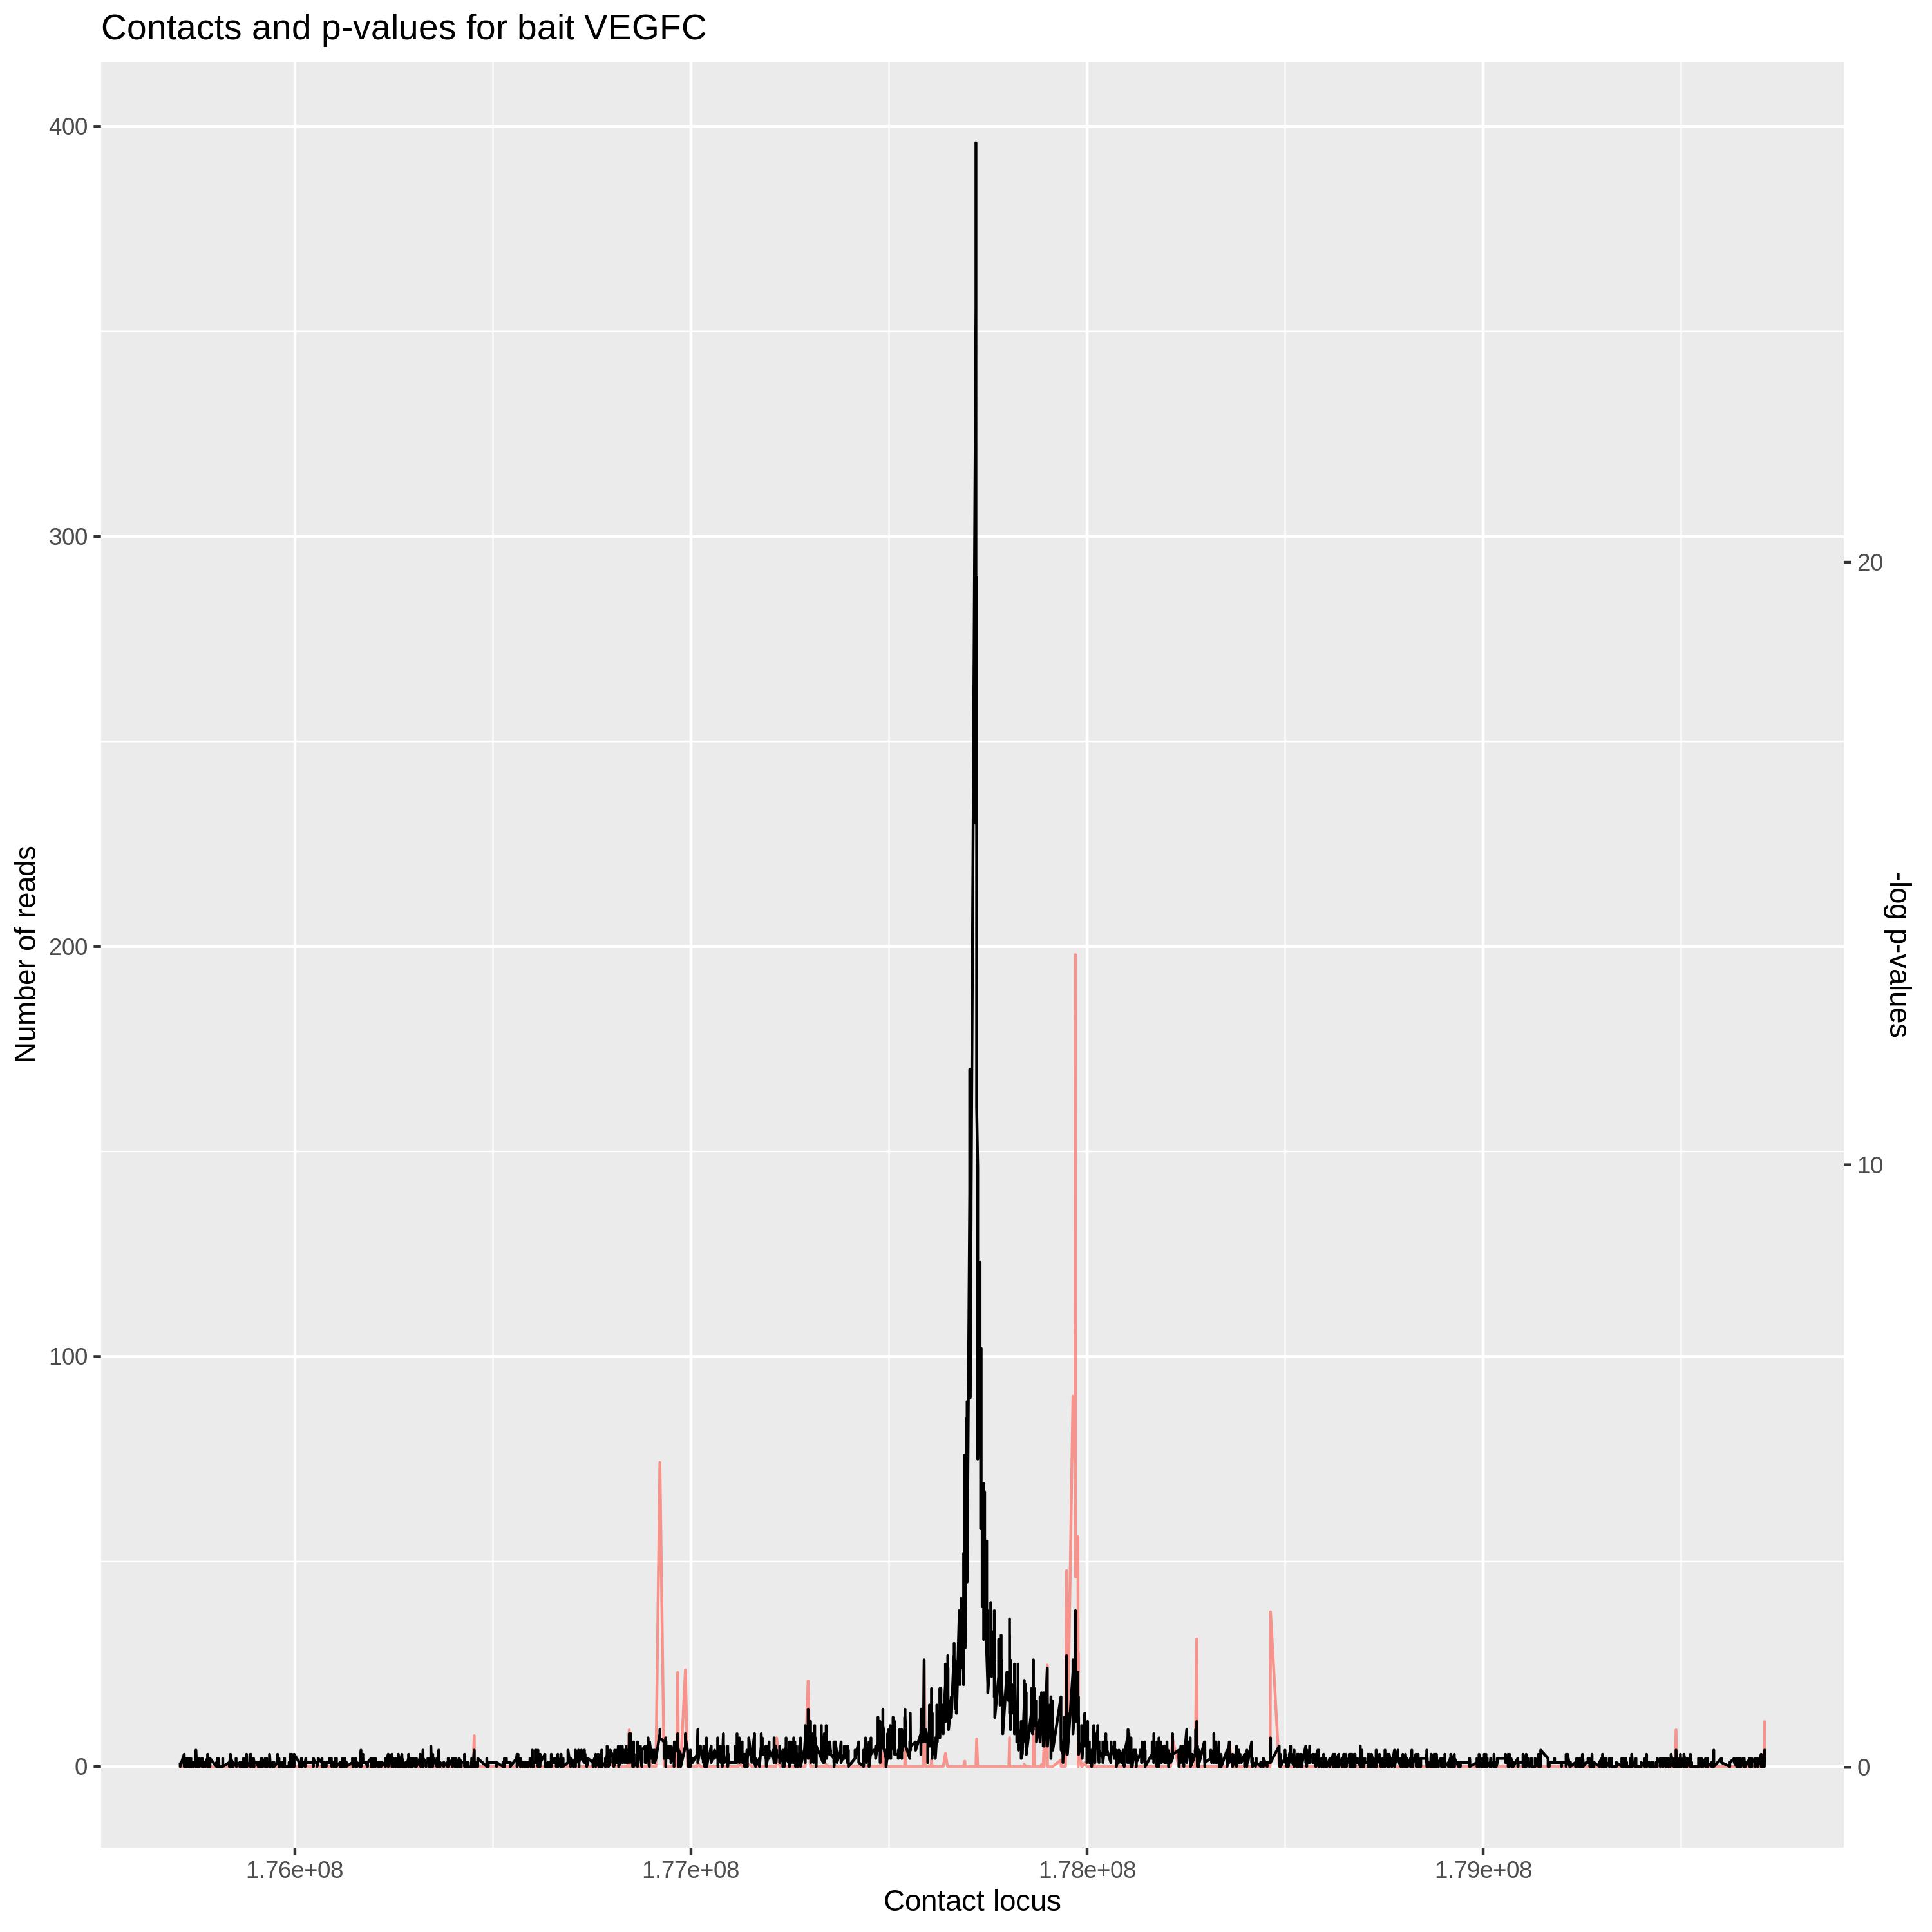 Contacts and p-values for bait VEGFC
400
300
200
100
0
Number of reads
20
10
0
-log p-values
1.76e+08
1.77e+08
1.78e+08
1.79e+08
Contact locus